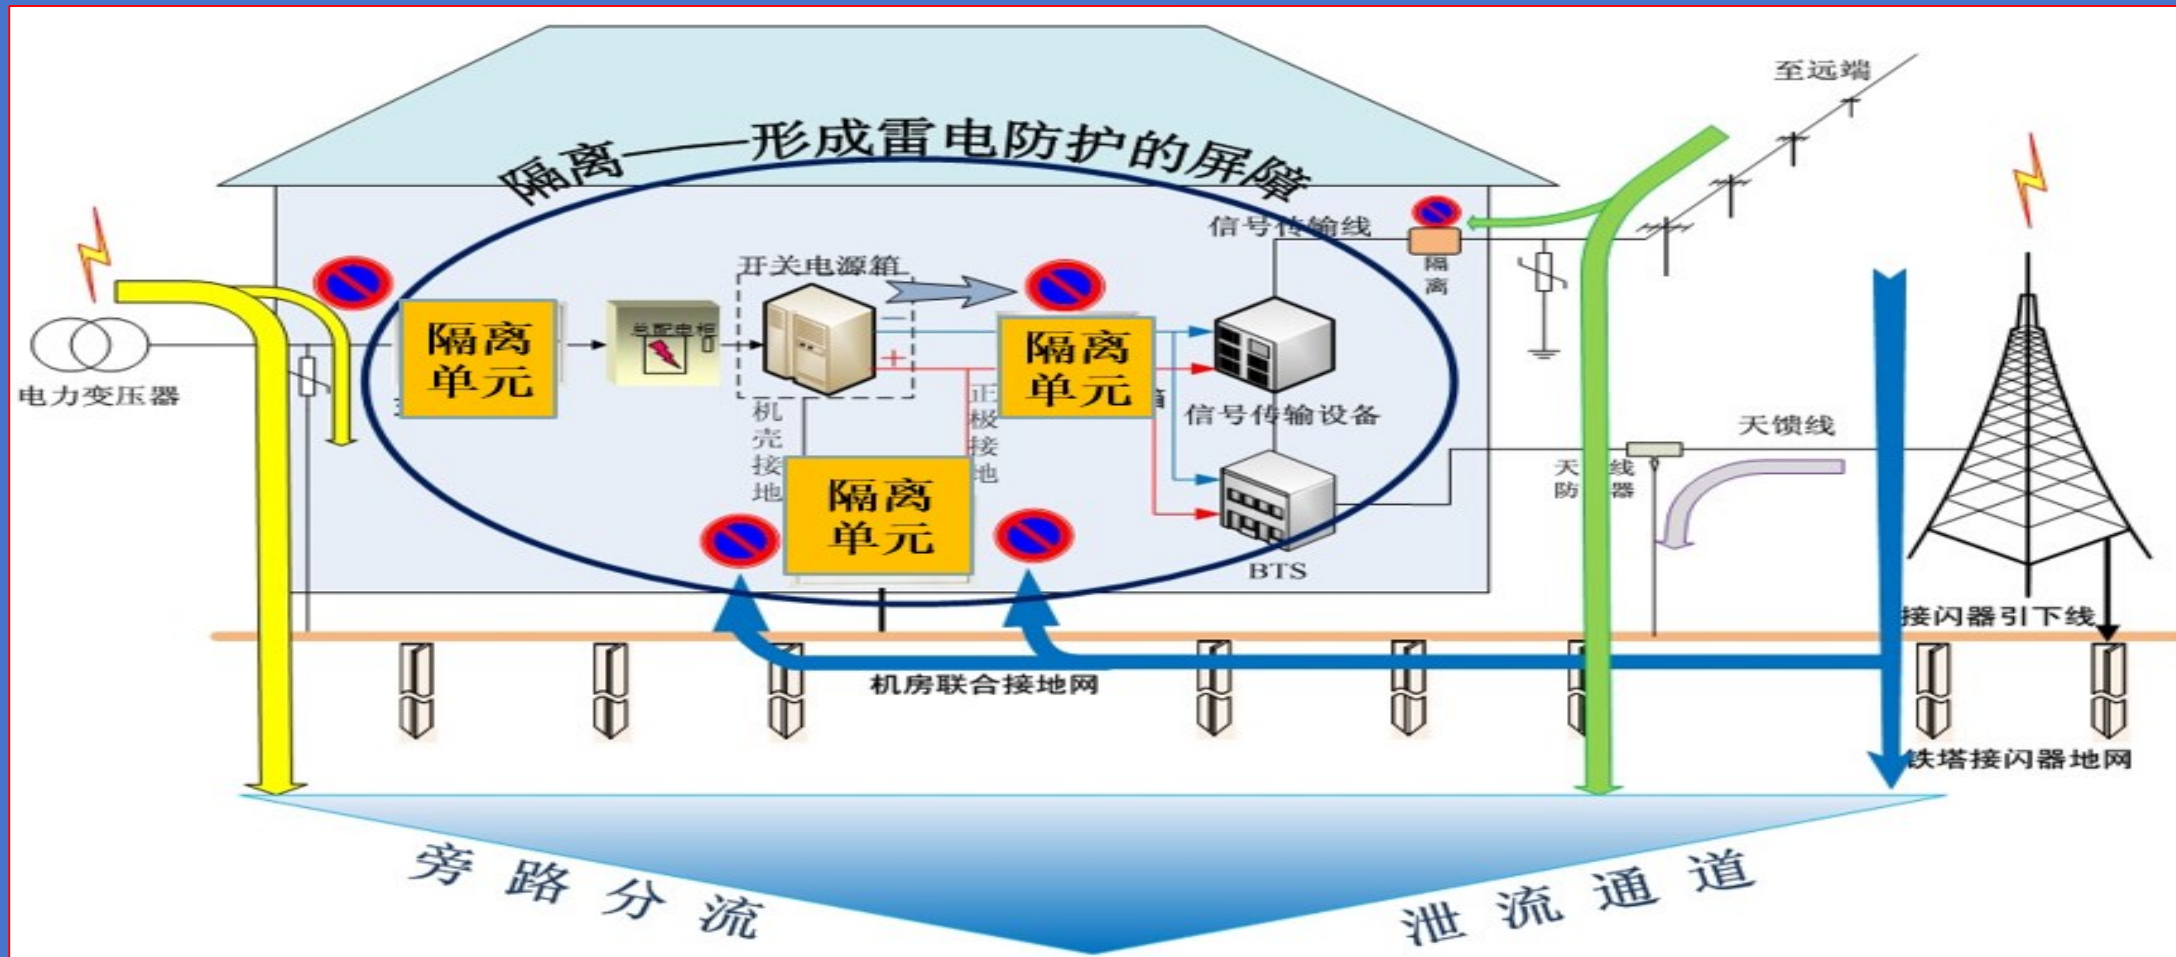 至远端
隔离——形成雷电防护的屏障
信号传输线
隔
离
开关电源箱
总配电柜
隔离
单元
隔离
单元
电力变压器
信号传输设备
天馈线
机壳接地
正极接地
隔离
单元
BTS
接闪器引下线
机房联合接地网
铁塔接闪器地网
旁路分流
泄流通道